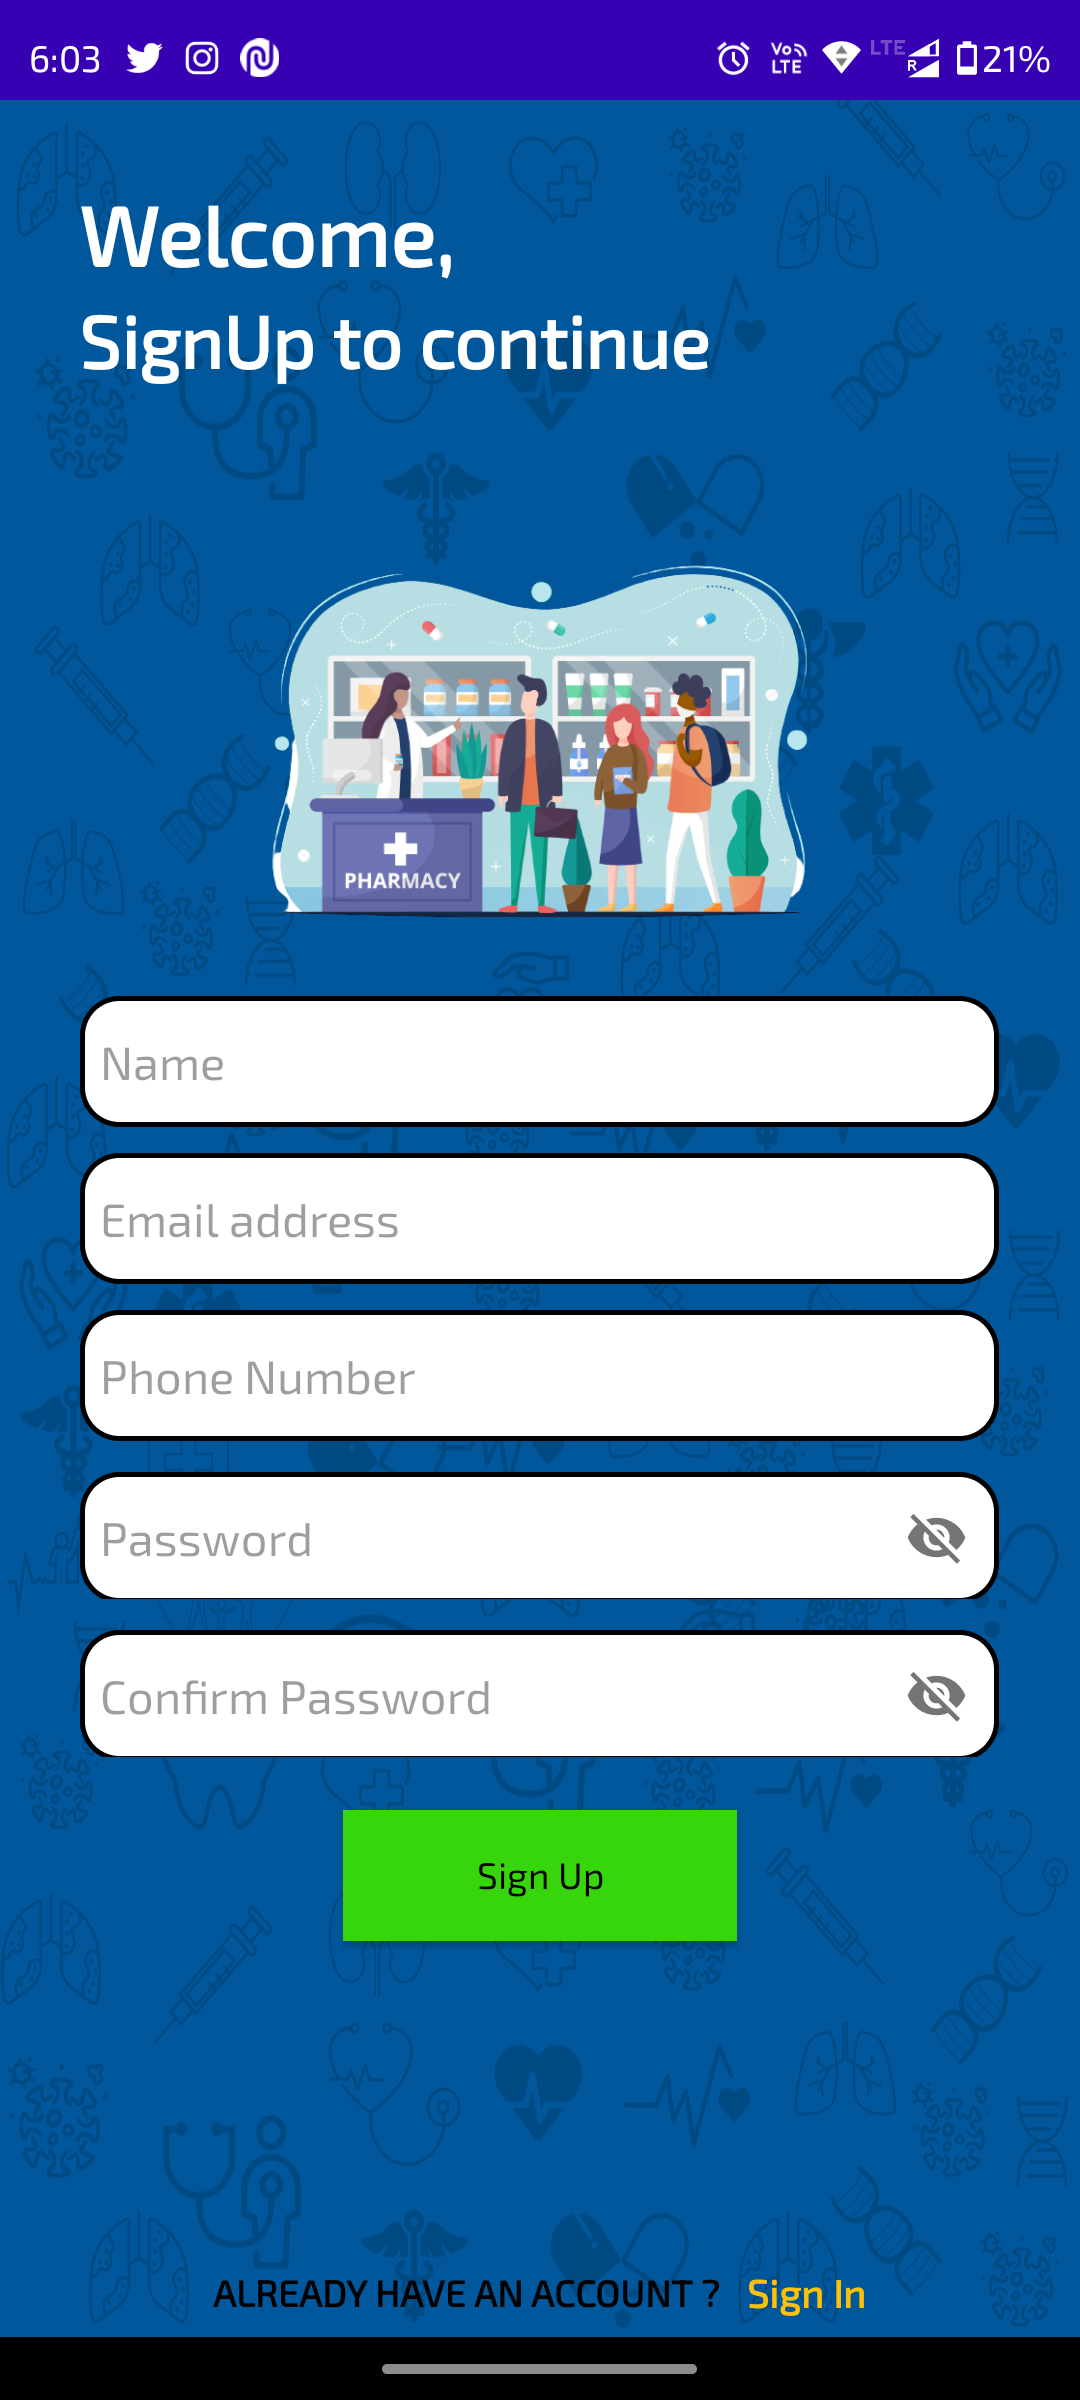 6:03 Vo LTE LTE R 21%
Welcome,
SignUp to continue
PHARMACY
Name
Email address
Phone Number
Password
Confirm Password
Sign Up
ALREADY HAVE AN ACCOUNT ? Sign In